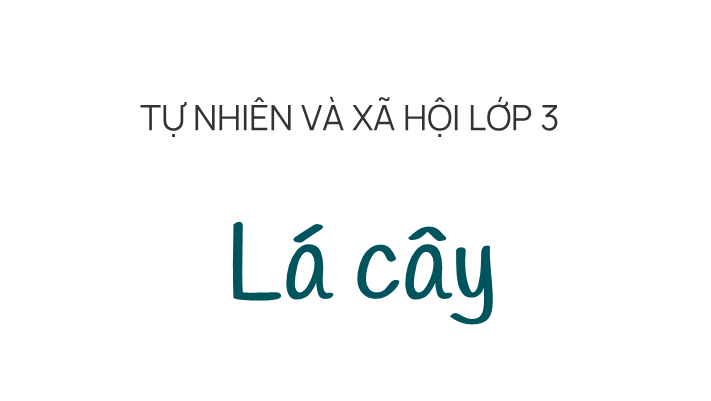 TỰ NHIÊN VÀ XÃ HỘI LỚP 3
Lá cây